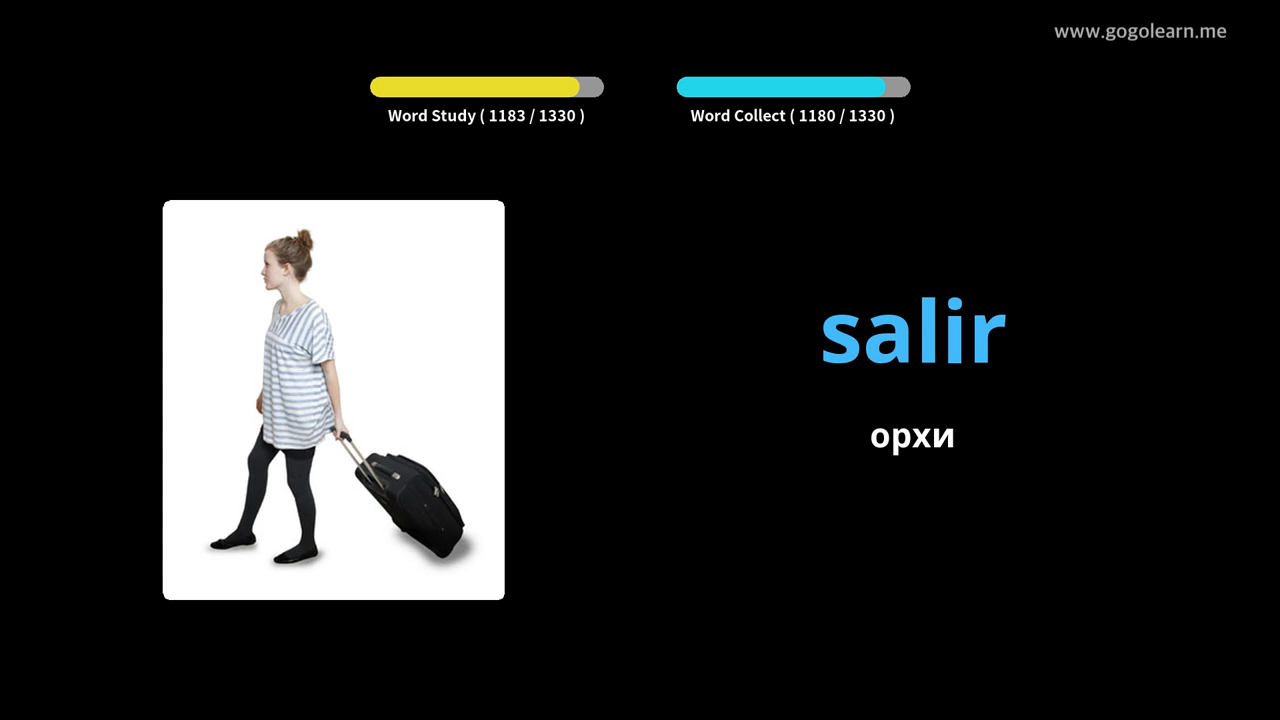 www.gogolearn.me
Word Study ( 1183 / 1330 )
Word Collect ( 1180 / 1330 )
salir
орхи